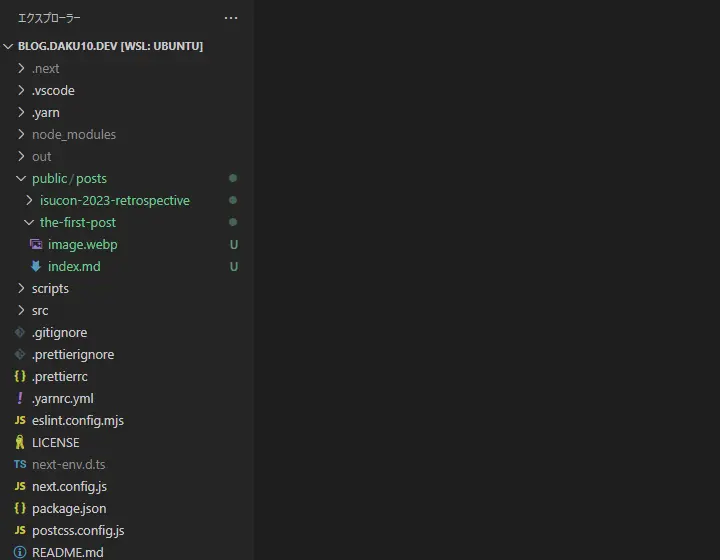 エクスプローラー ...
BLOG.DAKU10.DEV [WSL: UBUNTU]
.next
.vscode
.yarn
node_modules
out
public / posts
isucon-2023-retrospective
the-first-post
image.webp U
index.md U
scripts
src
.gitignore
.prettierignore
{} .prettierrc
! .yarnrc.yml
JS eslint.config.mjs
LICENSE
TS next-env.d.ts
JS next.config.js
{} package.json
JS postcss.config.js
README.md